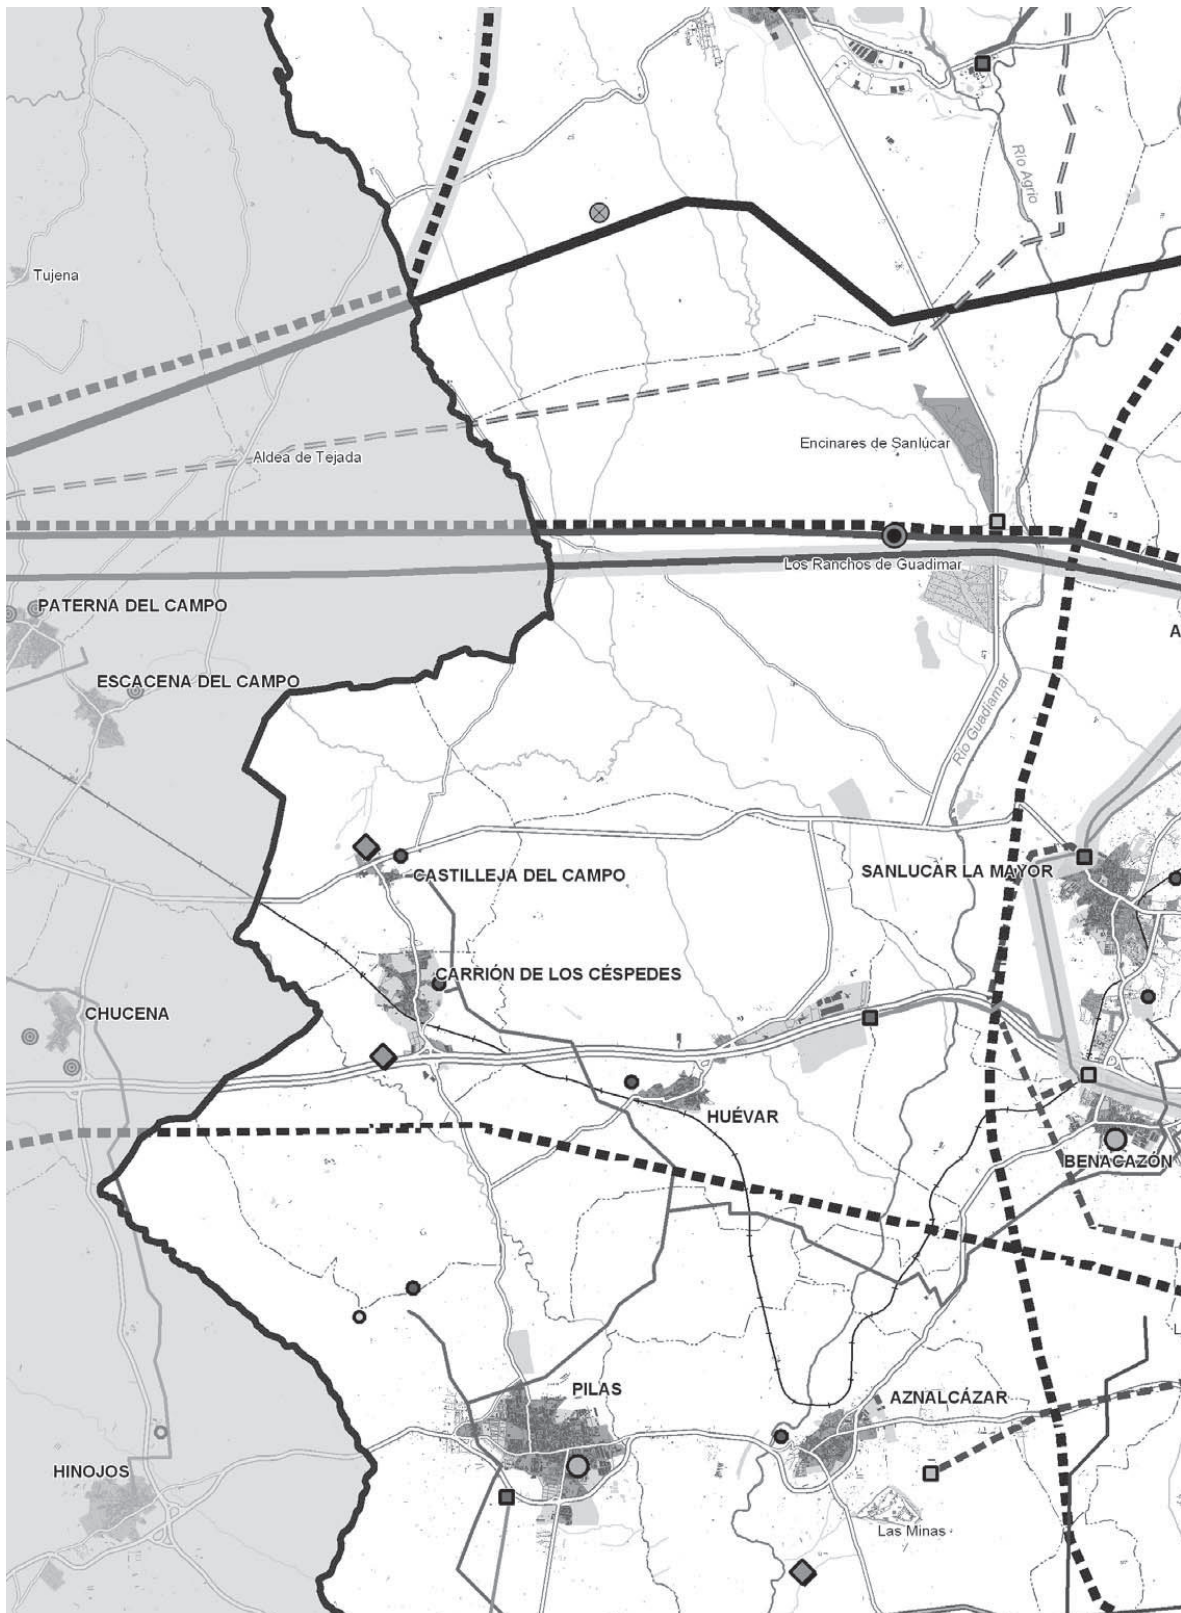 Río Agrio
Tujena
Encinares de Sanlúcar
Aldea de Tejada
Los Ranchos de Guadimar
PATERNA DEL CAMPO
A
ESCACENA DEL CAMPO
Río Guadiamar
SANLUCAR LA MAYOR
CASTILLEJA DEL CAMPO
CARRIÓN DE LOS CÉSPEDES
CHUCENA
HUÉVAR
BENACAZÓN
L
PILAS
AZNALCÁZAR
HINOJOS
Las Minas